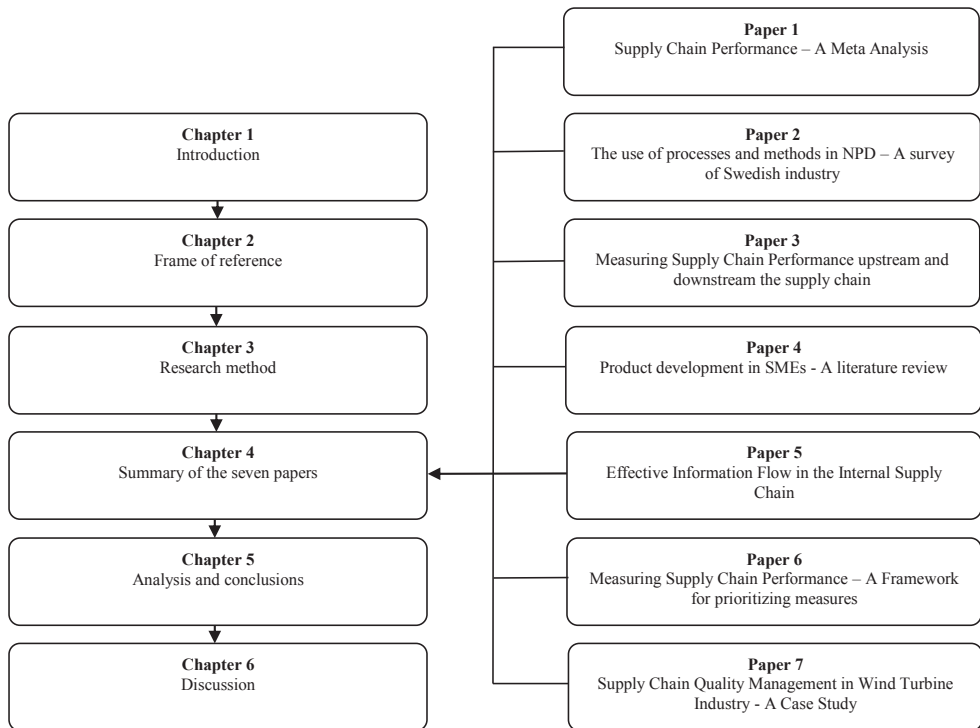 Chapter 1
Introduction
Chapter 2
Frame of reference
Chapter 3
Research method
Chapter 4
Summary of the seven papers
Chapter 5
Analysis and conclusions
Chapter 6
Discussion
Paper 1
Supply Chain Performance – A Meta Analysis
Paper 2
The use of processes and methods in NPD – A survey
of Swedish industry
Paper 3
Measuring Supply Chain Performance upstream and
downstream the supply chain
Paper 4
Product development in SMEs - A literature review
Paper 5
Effective Information Flow in the Internal Supply
Chain
Paper 6
Measuring Supply Chain Performance – A Framework
for prioritizing measures
Paper 7
Supply Chain Quality Management in Wind Turbine
Industry - A Case Study